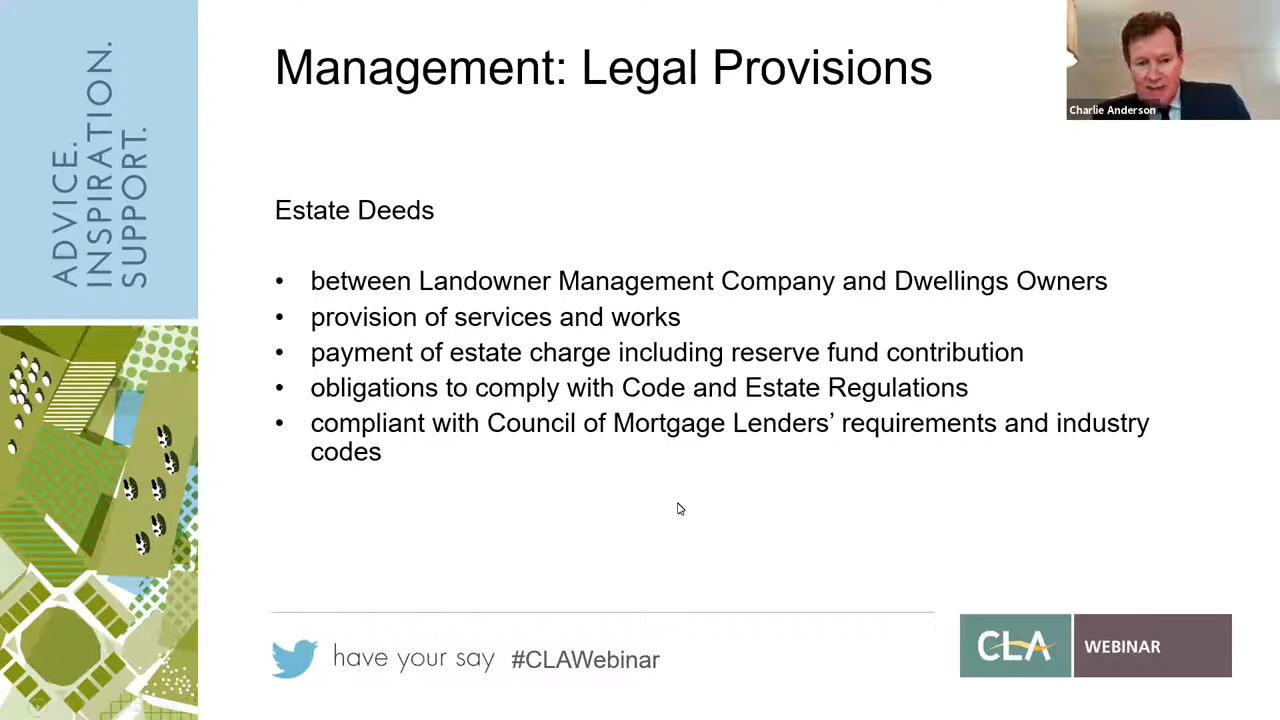 Management: Legal Provisions
Charlie Anderson
ADVICE.
INSPIRATION.
SUPPORT.
Estate Deeds
• between Landowner Management Company and Dwellings Owners
• provision of services and works
• payment of estate charge including reserve fund contribution
• obligations to comply with Code and Estate Regulations
• compliant with Council of Mortgage Lenders’ requirements and industry
codes
have your say #CLAWebinar
CLA WEBINAR